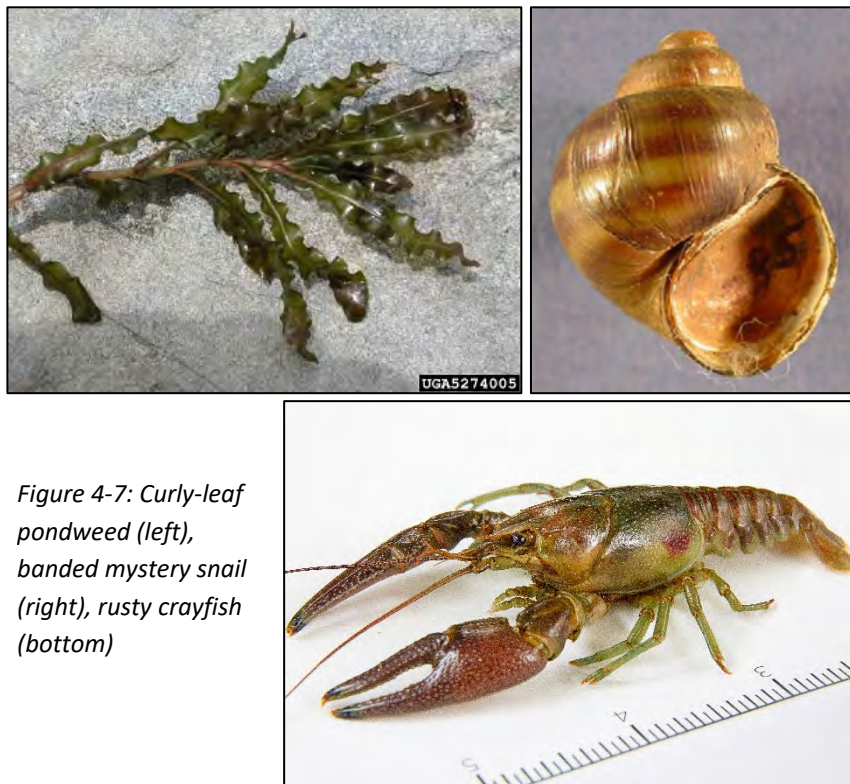 UGA5274005
Figure 4-7: Curly-leaf
pondweed (left),
banded mystery snail
(right), rusty crayfish
(bottom)
3
4
5